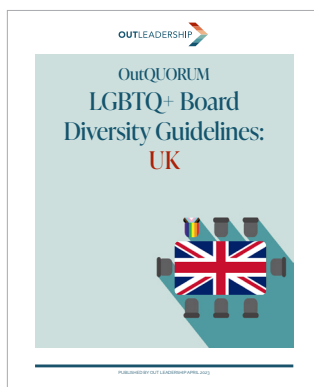 OUTLEADERSHIP
OutQUORUM
LGBTQ+ Board
Diversity Guidelines:
UK
PUBLISHED BY OUT LEADERSHIP APRIL 2023